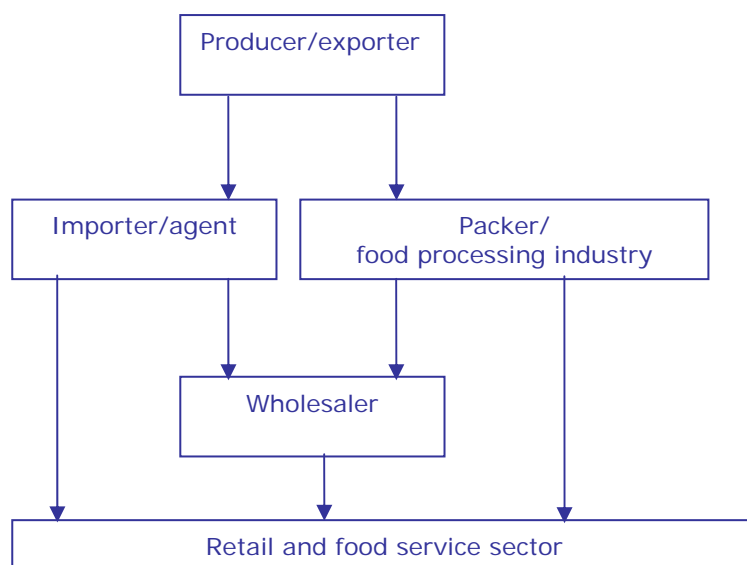 Producer/exporter
Importer/agent
Packer/
food processing industry
Wholesaler
Retail and food service sector